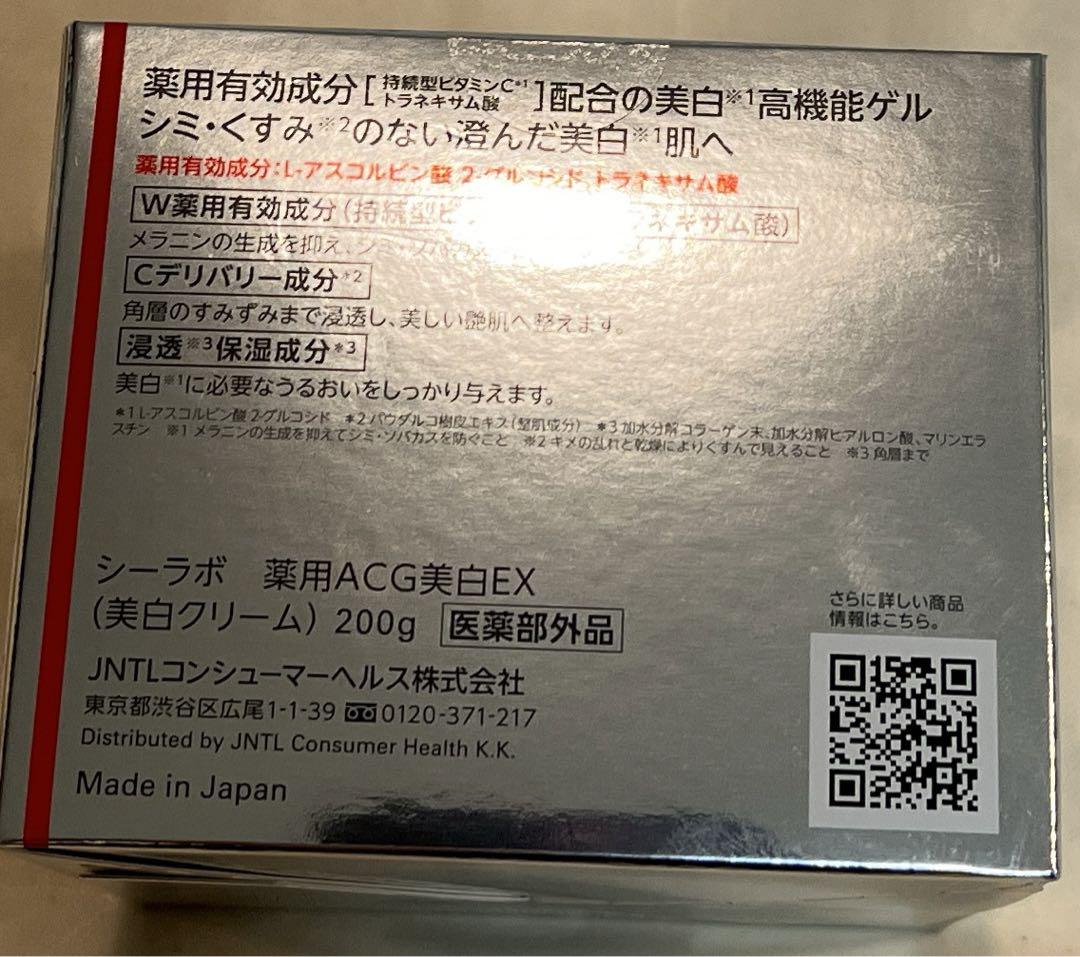 薬用有効成分[持続型ビタミンC*1 トラネキサム酸]配合の美白※1高機能ゲル
シミ・くすみ※2のない澄んだ美白※1肌へ
薬用有効成分:L-アスコルビン酸 2-グルコシド、トラネキサム酸
W薬用有効成分(持続型ビ ネキサム酸)
メラニンの生成を抑え、シミ・
Cデリバリー成分*2
角層のすみずみまで浸透し、美しい艶肌へ整えます。
浸透※3保湿成分*3
美白※1に必要なうるおいをしっかり与えます。
*1 L-アスコルビン酸 2-グルコシド *2 パウダルコ樹皮エキス(整肌成分) *3 加水分解コラーゲン末、加水分解ヒアルロン酸、マリンエラ
スチン ※1 メラニンの生成を抑えてシミ・ソバカスを防ぐこと ※2 キメの乱れと乾燥によりくすんで見えること ※3 角層まで
シーラボ 薬用ACG美白EX
(美白クリーム) 200g 医薬部外品
JNTLコンシューマーヘルス株式会社
東京都渋谷区広尾1-1-39 0120-371-217
Distributed by JNTL Consumer Health K.K.
Made in Japan
さらに詳しい商品
情報はこちら。